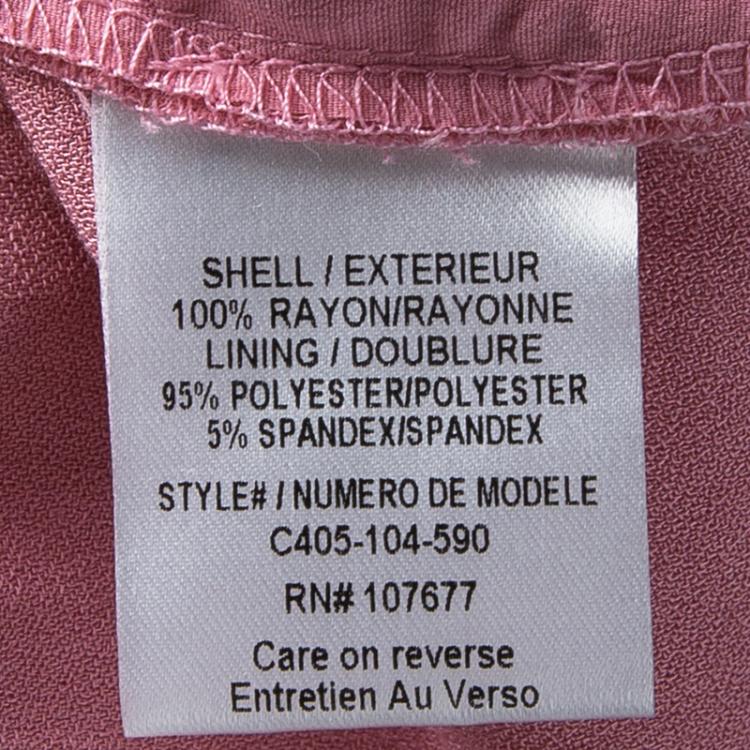 SHELL / EXTERIEUR
100% RAYON/RAYONNE
LINING / DOUBLURE
95% POLYESTER/POLYESTER
5% SPANDEX/SPANDEX
STYLE# / NUMERO DE MODELE
C405-104-590
RN# 107677
Care on reverse
Entretien Au Verso